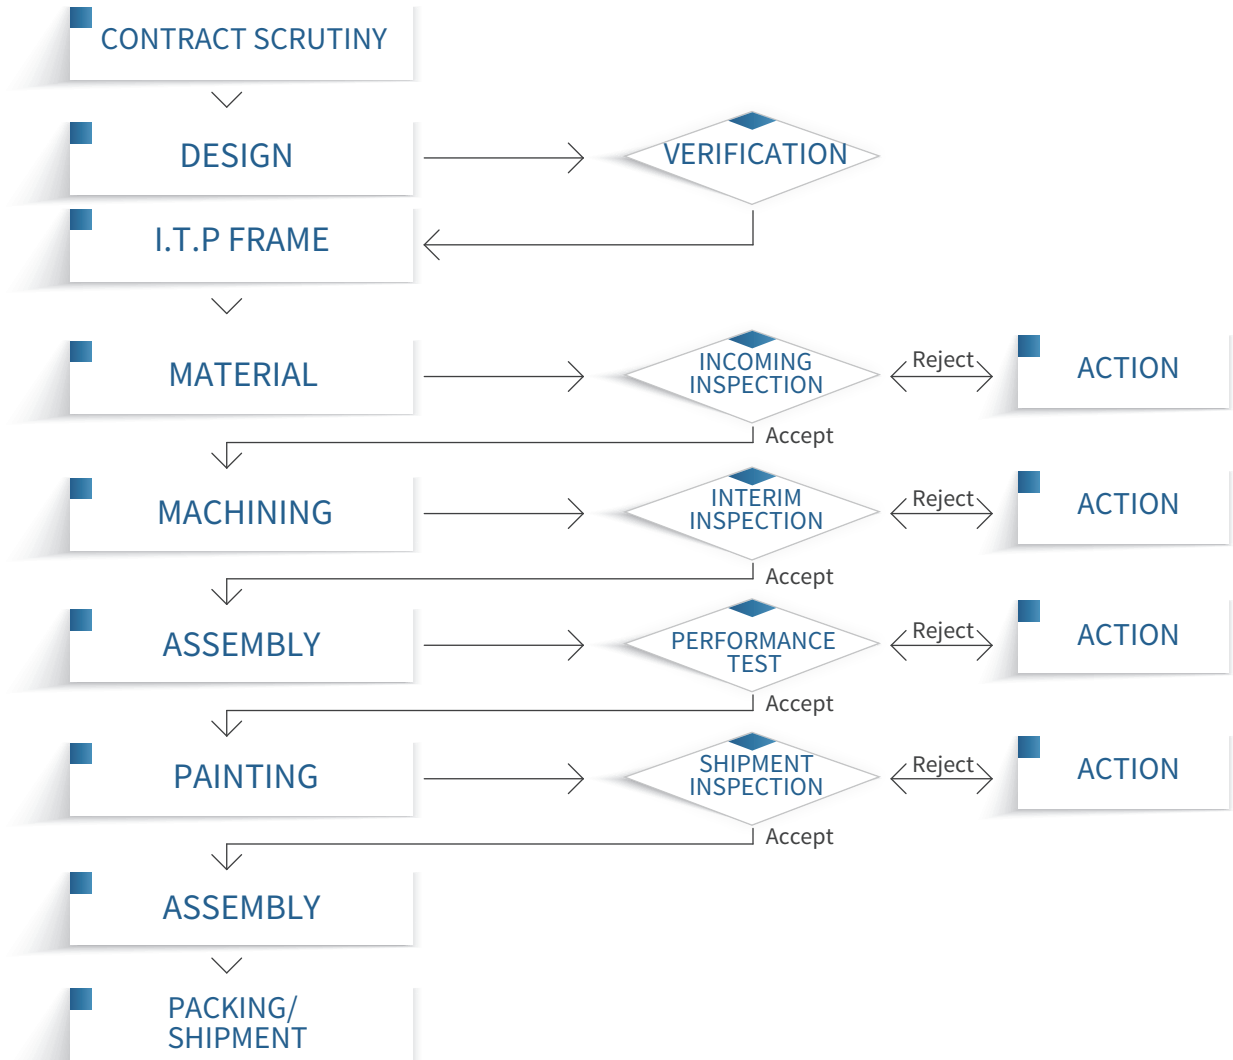 CONTRACT SCRUTINY
DESIGN
VERIFICATION
I.T.P FRAME
MATERIAL
INCOMING
INSPECTION
Reject
ACTION
Accept
MACHINING
INTERIM
INSPECTION
Reject
ACTION
Accept
ASSEMBLY
PERFORMANCE
TEST
Reject
ACTION
Accept
PAINTING
SHIPMENT
INSPECTION
Reject
ACTION
Accept
ASSEMBLY
PACKING/
SHIPMENT